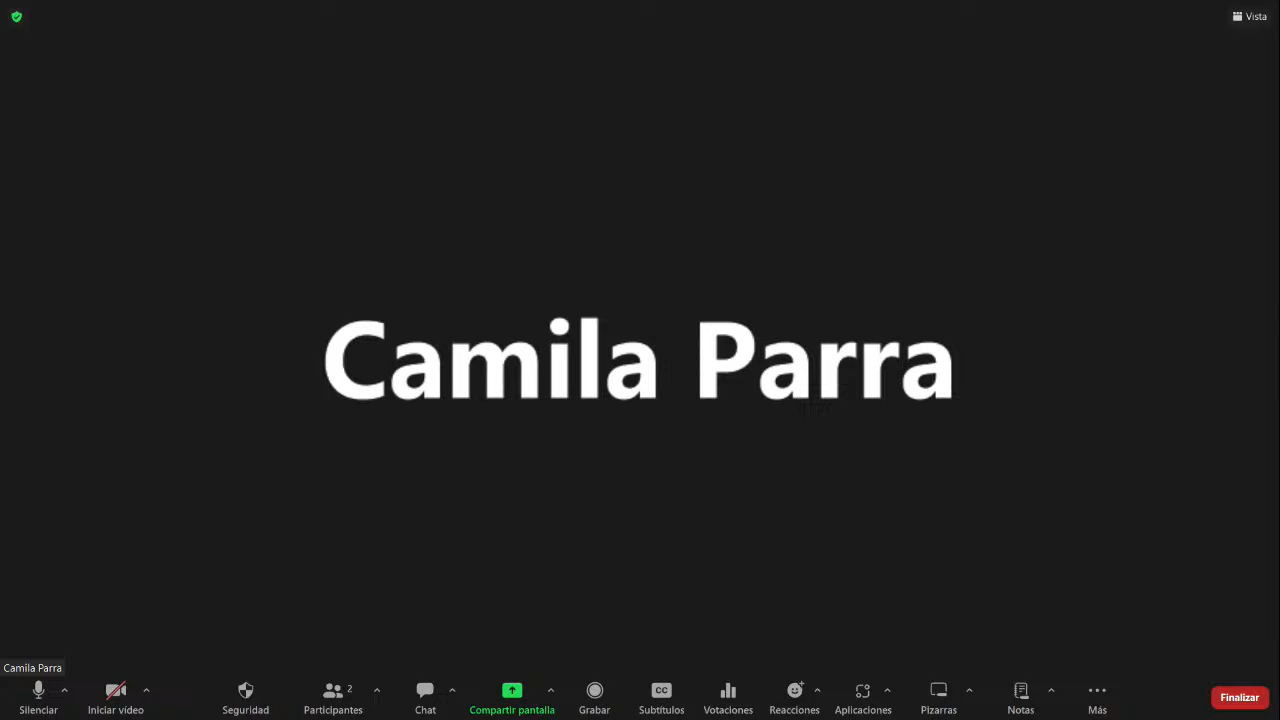 Vista
Camila Parra
Camila Parra
Silenciar
Iniciar vídeo
Seguridad
Participantes
2
Chat
Compartir pantalla
Grabar
CC
Subtítulos
Votaciones
Reacciones
Aplicaciones
Pizarras
Notas
Más
Finalizar